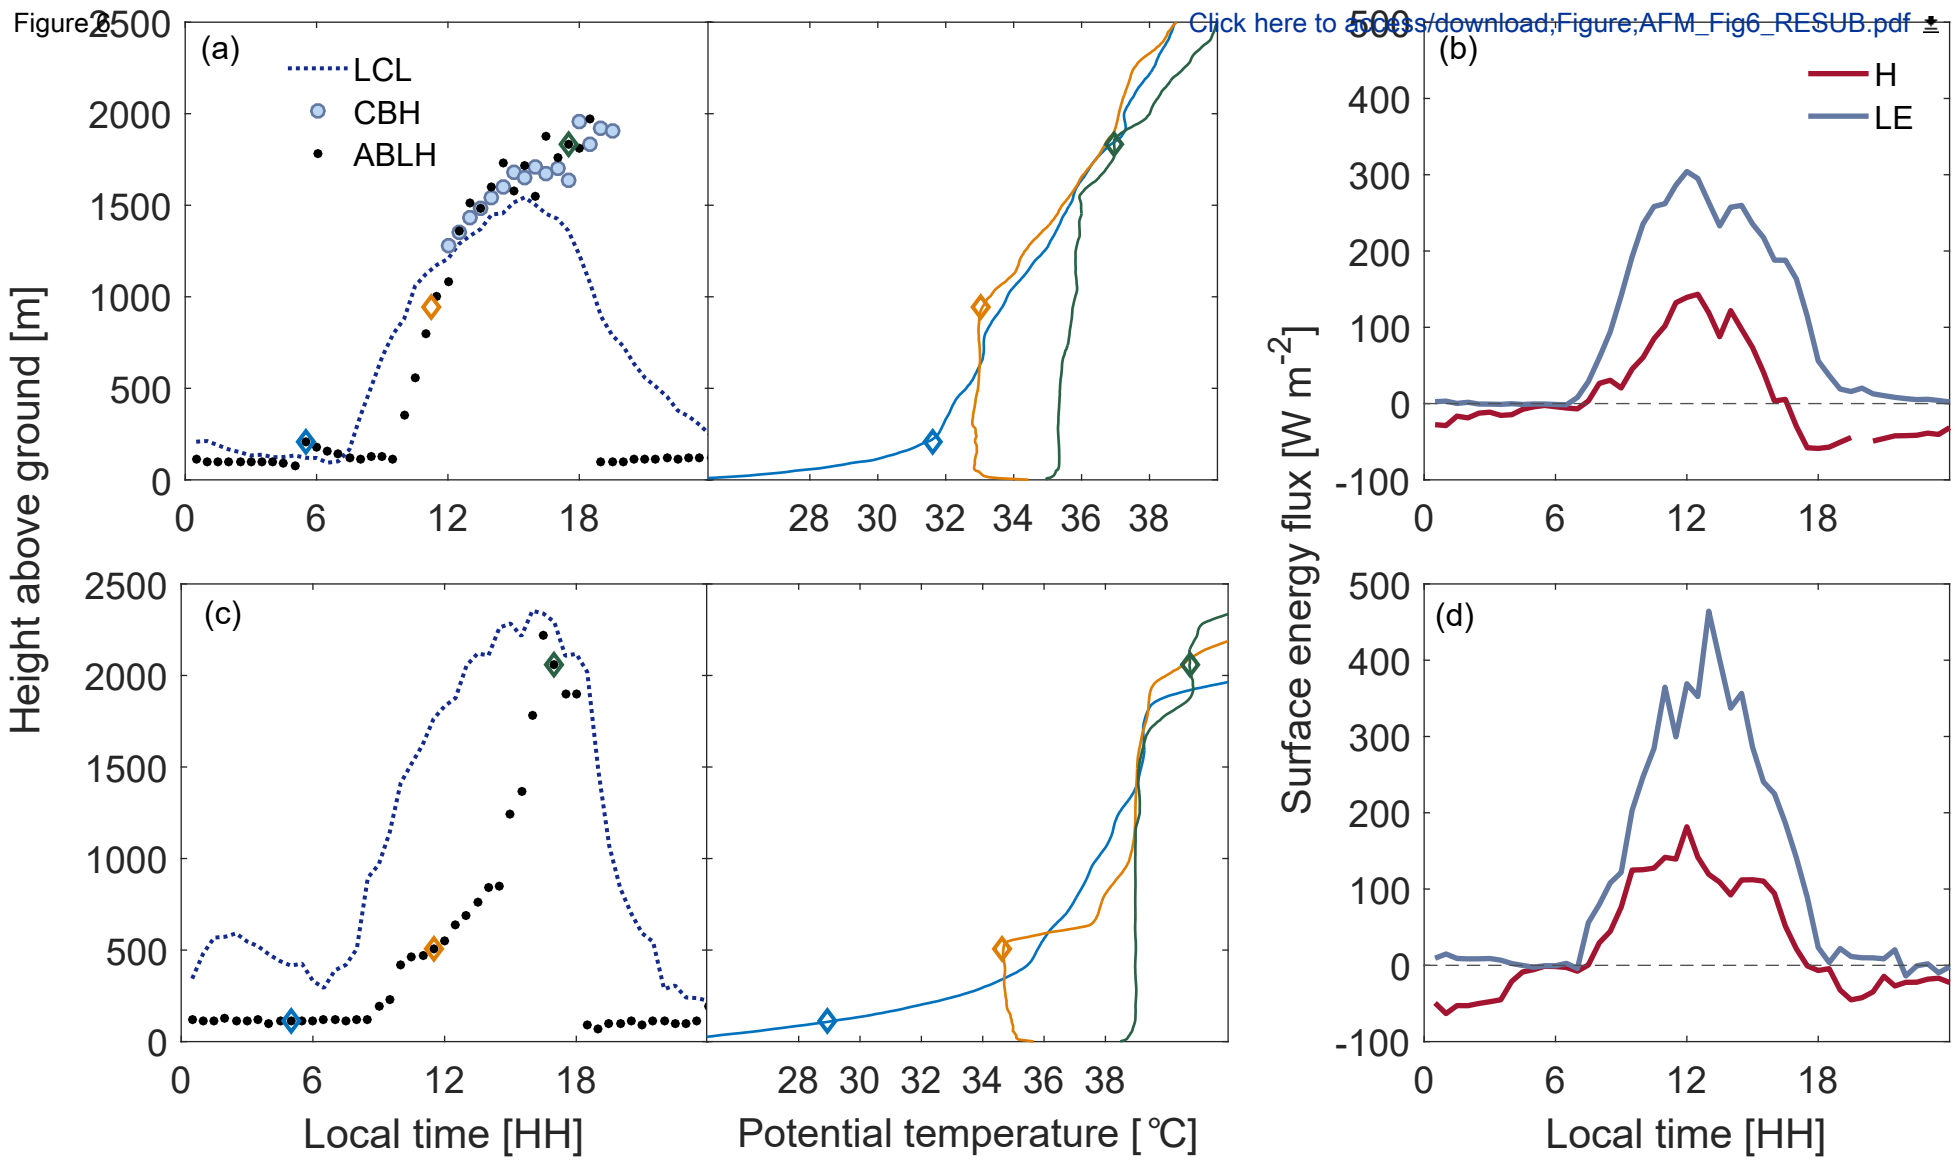 Figure 6
Click here to access/download;Figure;AFM_Fig6_RESUB.pdf
(a)
LCL
CBH
ABLH
2500
2000
1500
1000
500
0
0 6 12 18
28 30 32 34 36 38
(b)
H
LE
500
400
300
200
100
0
-100
0 6 12 18
Height above ground [m]
Surface energy flux [W m-2]
(c)
2500
2000
1500
1000
500
0
0 6 12 18
Local time [HH]
28 30 32 34 36 38
Potential temperature [°C]
(d)
500
400
300
200
100
0
-100
0 6 12 18
Local time [HH]